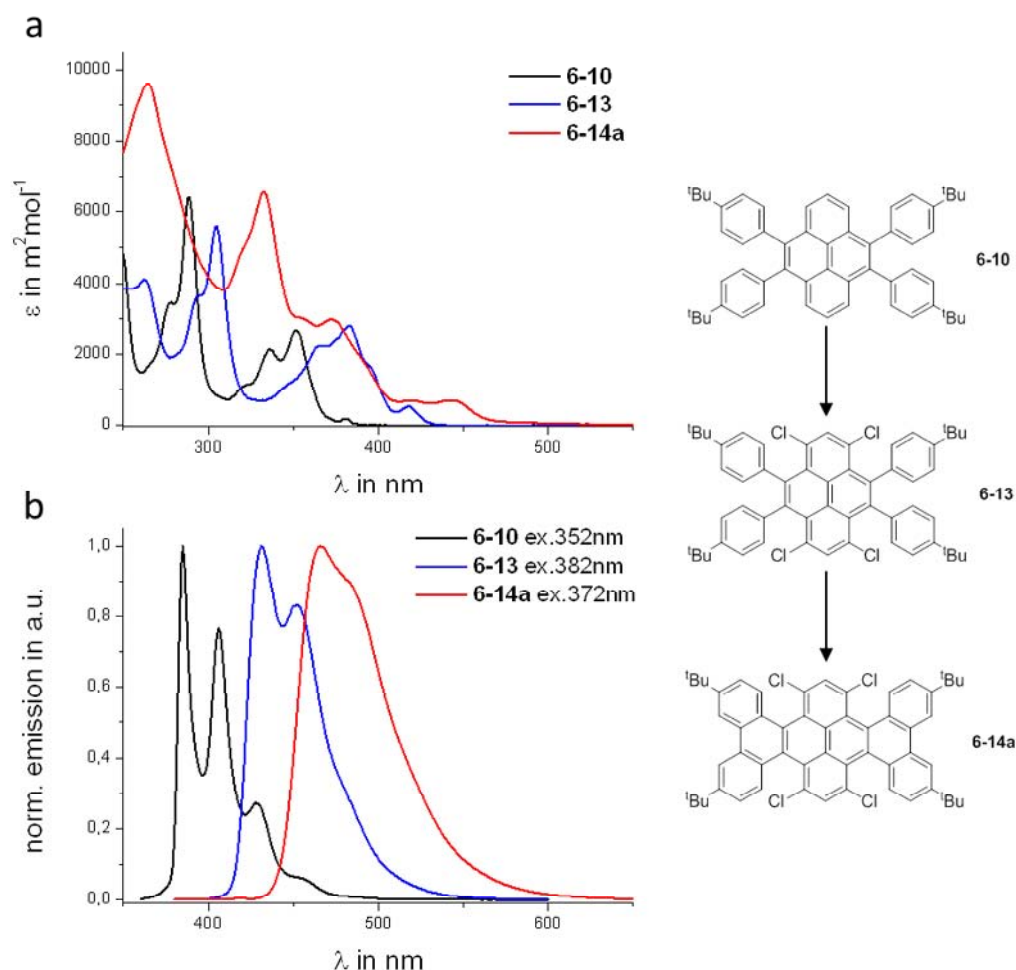 a
10000
8000
6000
4000
2000
0
ε in m²mol⁻¹
300
400
500
λ in nm
6-10
6-13
6-14a
b
1,0
0,8
0,6
0,4
0,2
0,0
norm. emission in a.u.
400
500
600
λ in nm
6-10 ex.352nm
6-13 ex.382nm
6-14a ex.372nm
ᵗBu
ᵗBu
6-10
ᵗBu
ᵗBu
ᵗBu
Cl
Cl
ᵗBu
6-13
ᵗBu
Cl
Cl
ᵗBu
ᵗBu
Cl
Cl
ᵗBu
6-14a
ᵗBu
Cl
Cl
ᵗBu